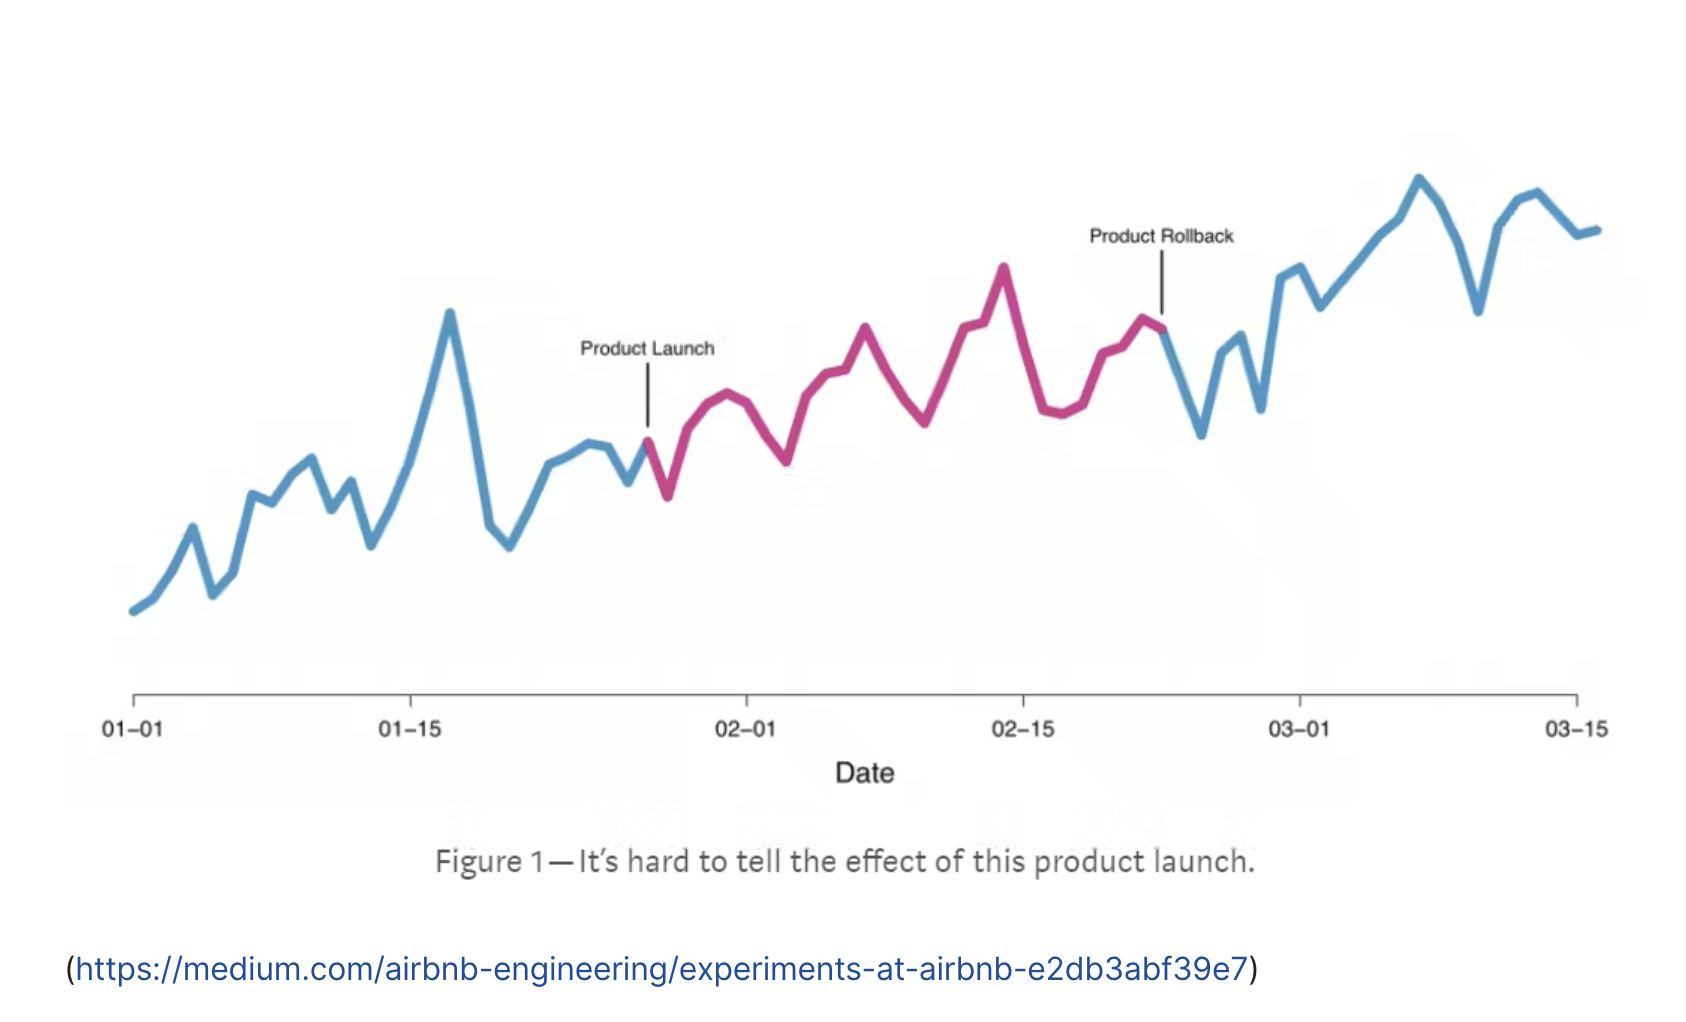 Product Rollback
Product Launch
01–01
01–15
02–01
02–15
03–01
03–15
Date
Figure 1—It’s hard to tell the effect of this product launch.
(https://medium.com/airbnb-engineering/experiments-at-airbnb-e2db3abf39e7)